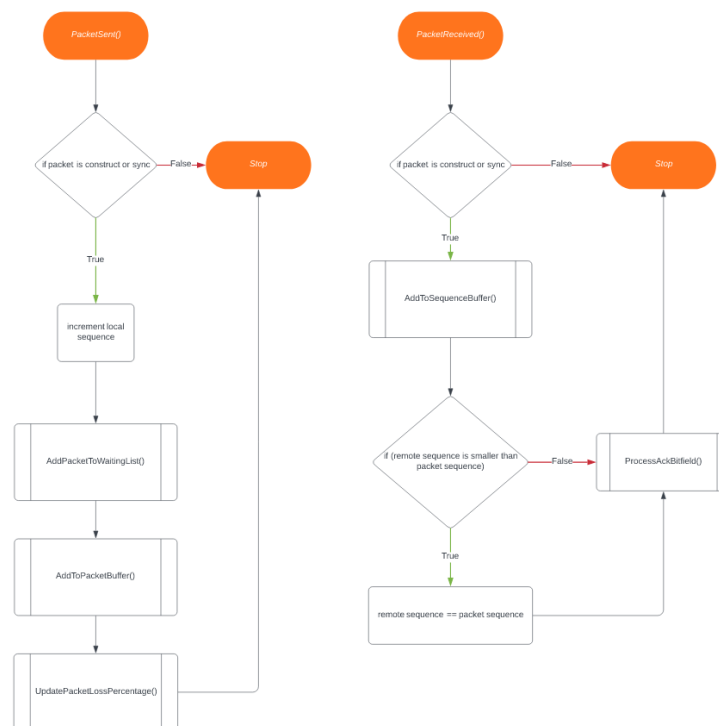 PacketSent()
if packet is construct or sync
False
Stop
True
increment local
sequence
AddPacketToWaitingList()
AddToPacketBuffer()
UpdatePacketLossPercentage()
PacketReceived()
if packet is construct or sync
False
Stop
True
AddToSequenceBuffer()
if (remote sequence is smaller than
packet sequence)
False
ProcessAckBitfield()
True
remote sequence == packet sequence